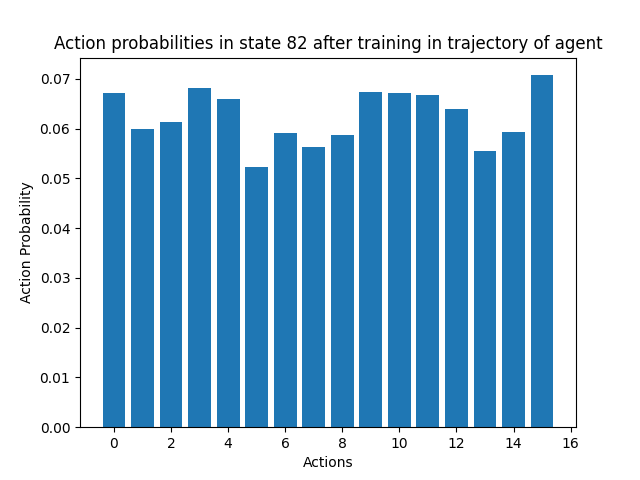 Action probabilities in state 82 after training in trajectory of agent
0.07
0.06
0.05
0.04
0.03
0.02
0.01
0.00
Action Probability
0 2 4 6 8 10 12 14 16
Actions